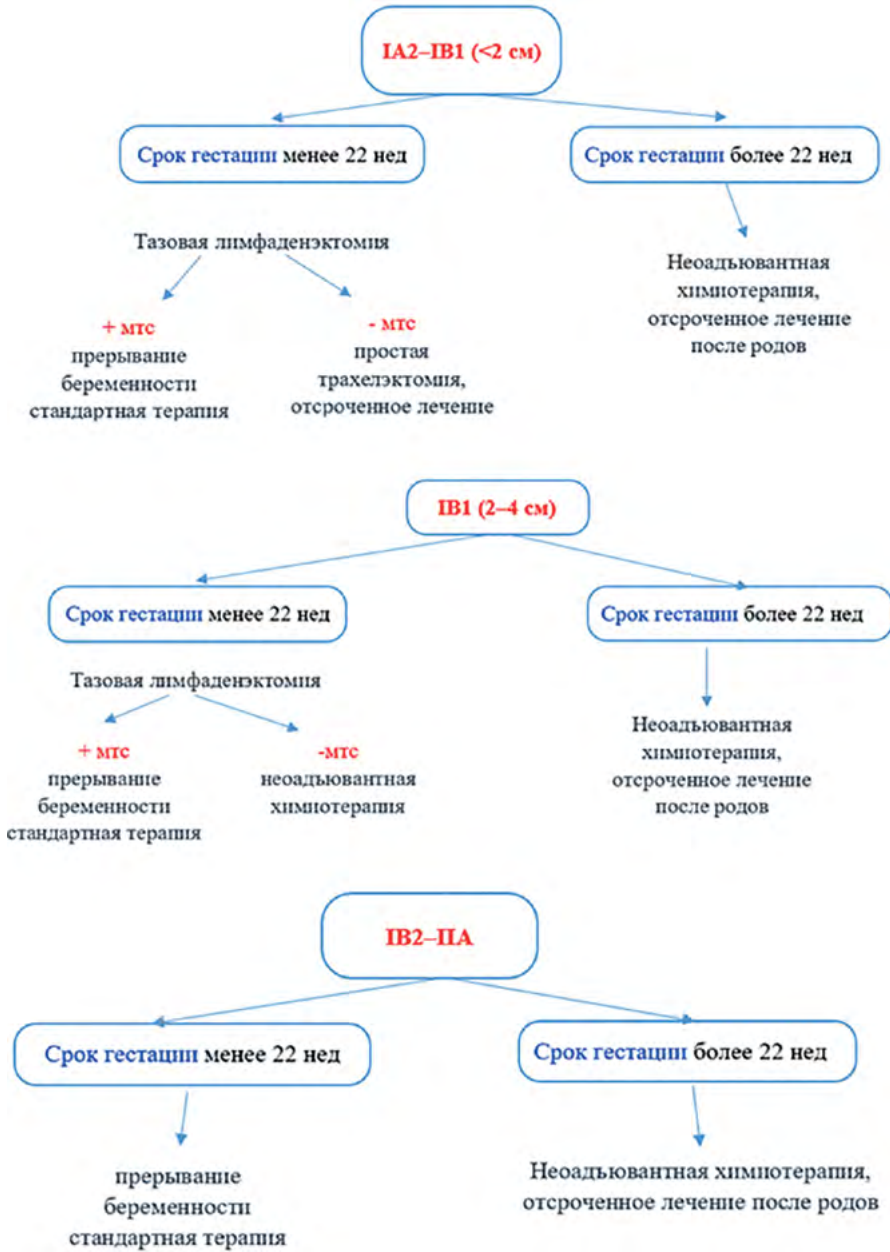 IA2–IB1 (<2 см)
Срок гестации менее 22 нед
Срок гестации более 22 нед
Тазовая лимфаденэктомия
+ мтс
прерывание
беременности
стандартная терапия
- мтс
простая
трахелэктомия,
отсроченное лечение
Неоадъювантная
химиотерапия,
отсроченное лечение
после родов
IB1 (2–4 см)
Срок гестации менее 22 нед
Срок гестации более 22 нед
Тазовая лимфаденэктомия
+ мтс
прерывание
беременности
стандартная терапия
-мтс
неоадъювантная
химиотерапия
Неоадъювантная
химиотерапия,
отсроченное лечение
после родов
IB2–IIA
Срок гестации менее 22 нед
Срок гестации более 22 нед
прерывание
беременности
стандартная терапия
Неоадъювантная химиотерапия,
отсроченное лечение после родов